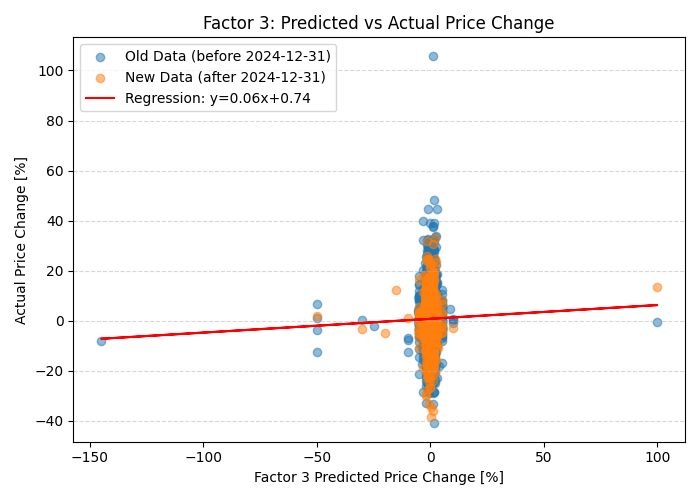 Factor 3: Predicted vs Actual Price Change
Old Data (before 2024-12-31)
New Data (after 2024-12-31)
Regression: y=0.06x+0.74
Actual Price Change [%]
100
80
60
40
20
0
−20
−40
−150
−100
−50
0
50
100
Factor 3 Predicted Price Change [%]